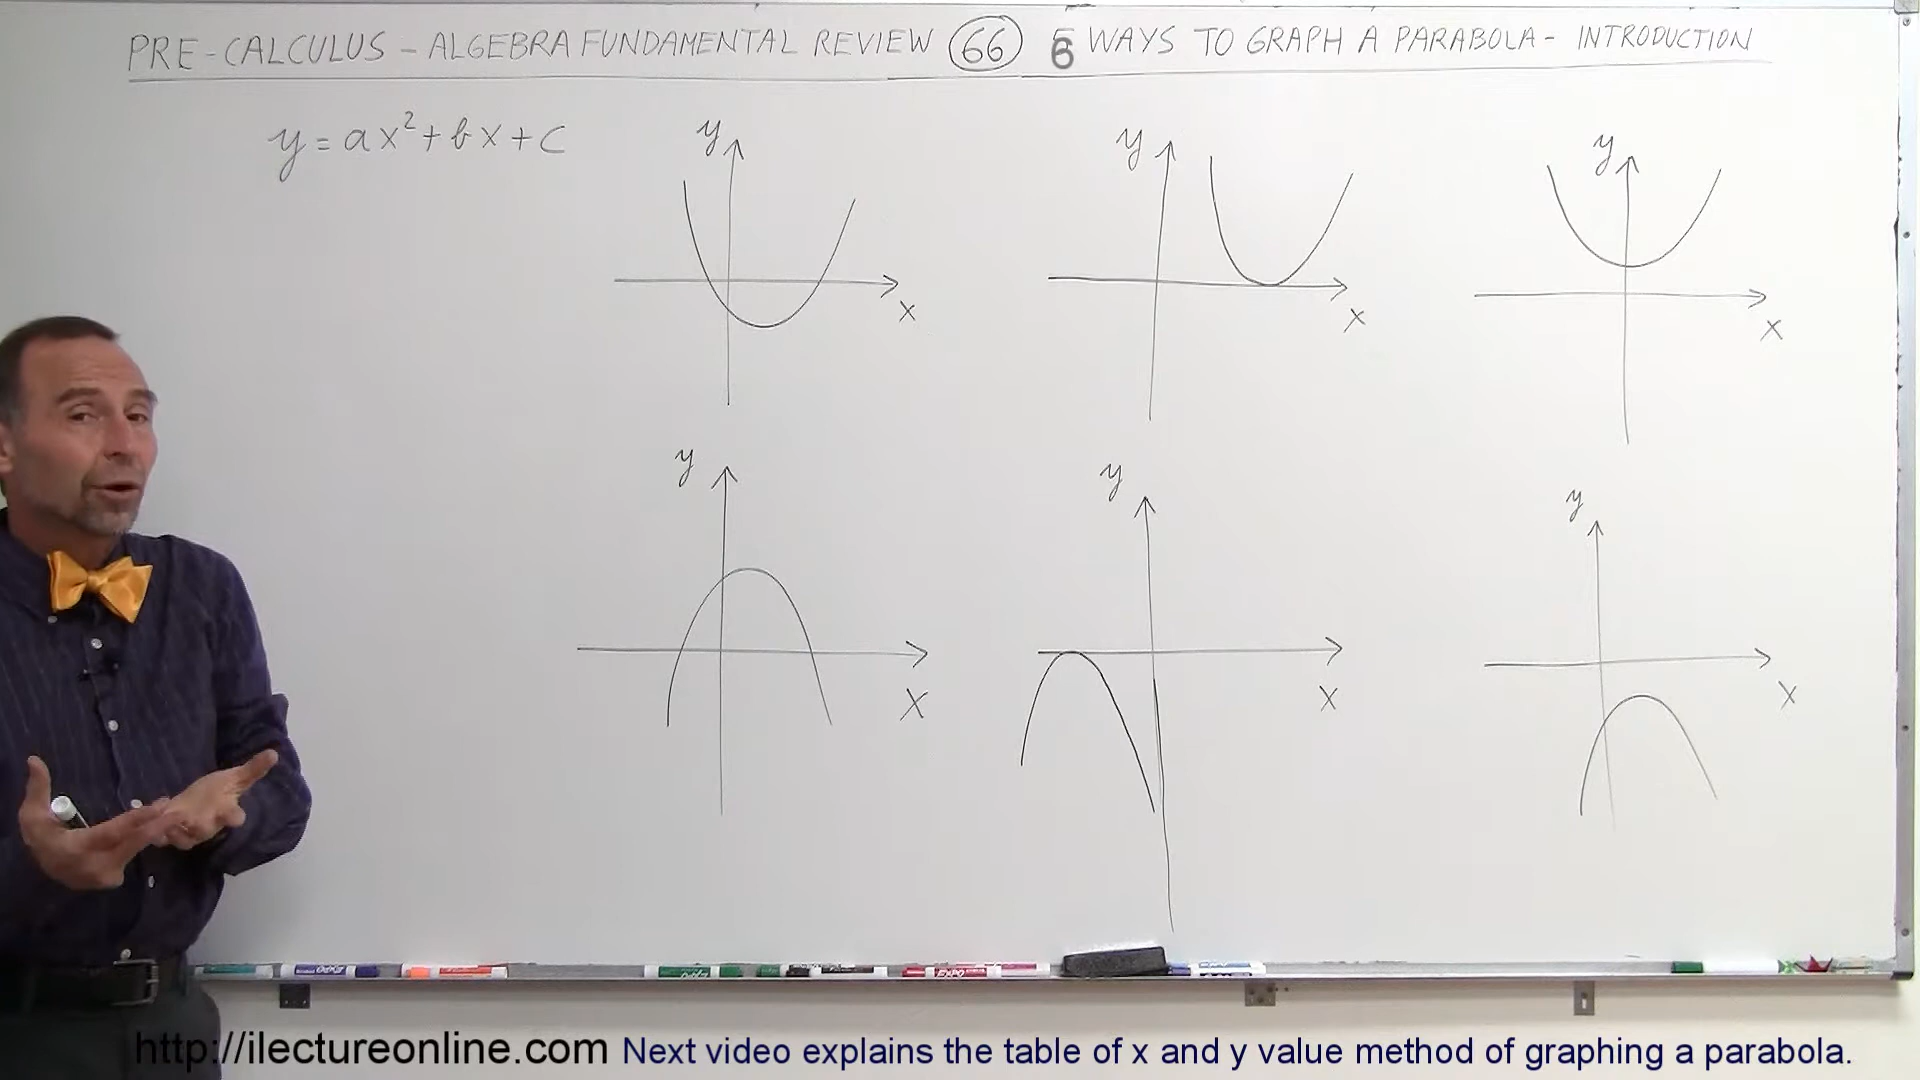 PRE-CALCULUS - ALGEBRA FUNDAMENTAL REVIEW 66 6 WAYS TO GRAPH A PARABOLA - INTRODUCTION
y = ax² + bx + c
y
x
y
x
y
x
y
x
y
x
y
x
EXPO
http://ilectureonline.com Next video explains the table of x and y value method of graphing a parabola.